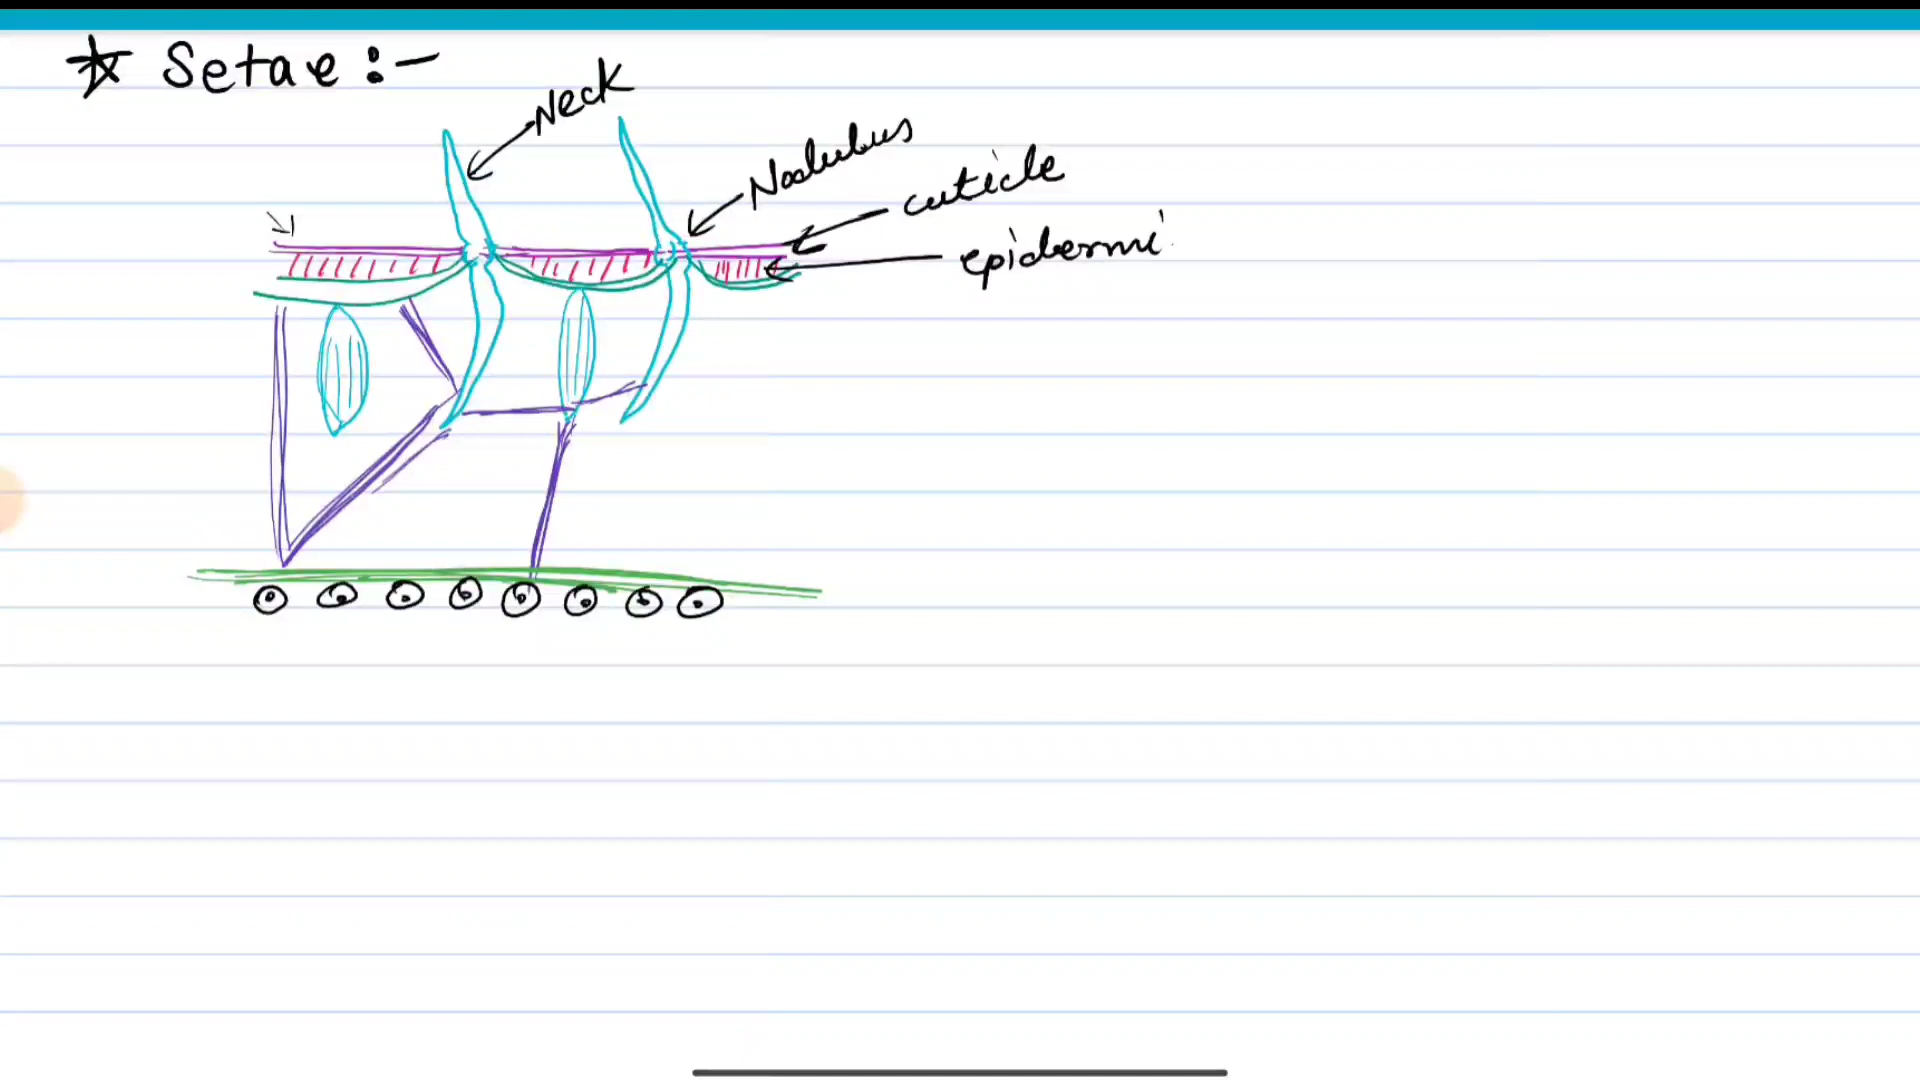 ☆ Setae :-
Neck
Nodulus
cuticle
epidermi